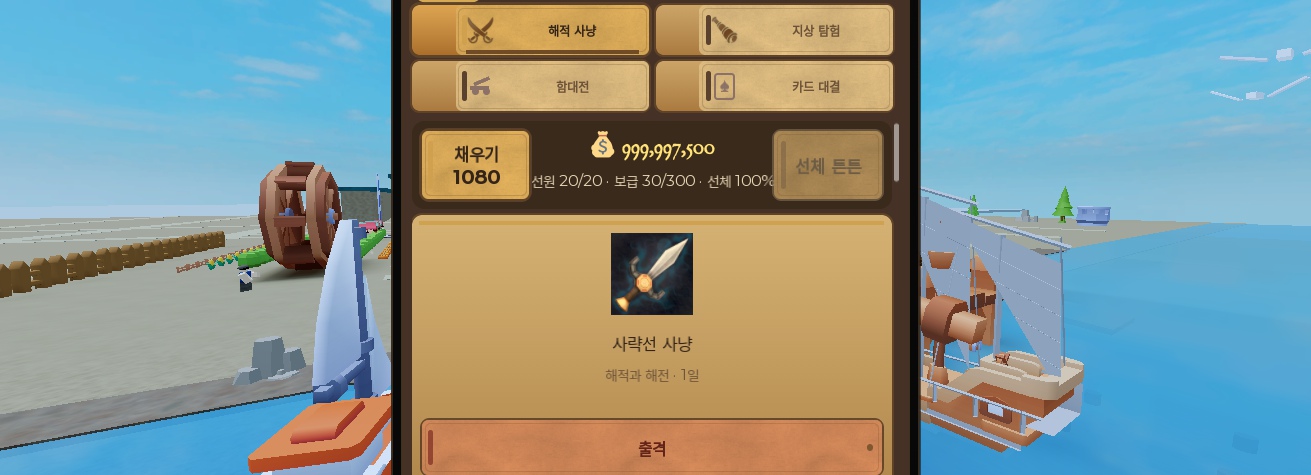 해적 사냥
지상 탐험
함대전
카드 대결
채우기
1080
999,997,500
선원 20/20 · 보급 30/300 · 선체 100%
선체 튼튼
사략선 사냥
해적과 해전 · 1일
출격